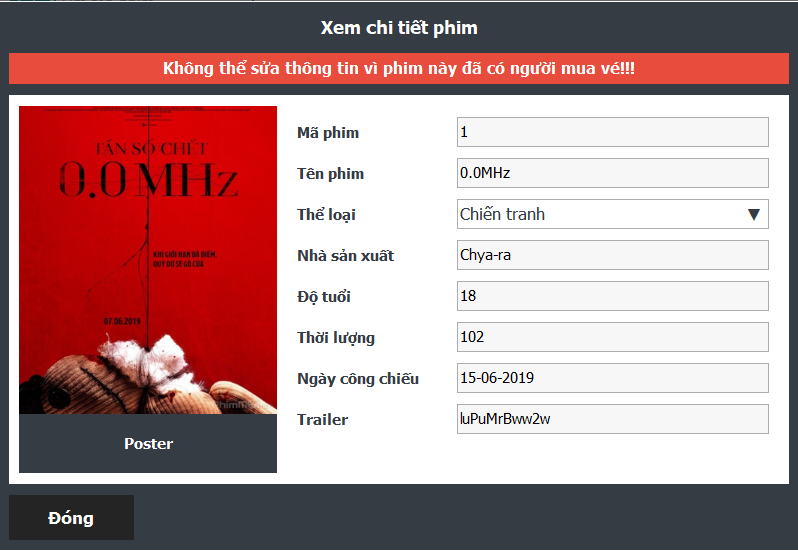 Xem chi tiết phim
Không thể sửa thông tin vì phim này đã có người mua vé!!!
TẦN SỐ CHẾT
0.0 MHz
KHI GIỚI HẠN ĐÃ ĐIỂM,
QUỶ DỮ SẼ GÕ CỬA
07.06.2019
Poster
Mã phim 1
Tên phim 0.0MHz
Thể loại Chiến tranh ▼
Nhà sản xuất Chya-ra
Độ tuổi 18
Thời lượng 102
Ngày công chiếu 15-06-2019
Trailer luPuMrBww2w
Đóng